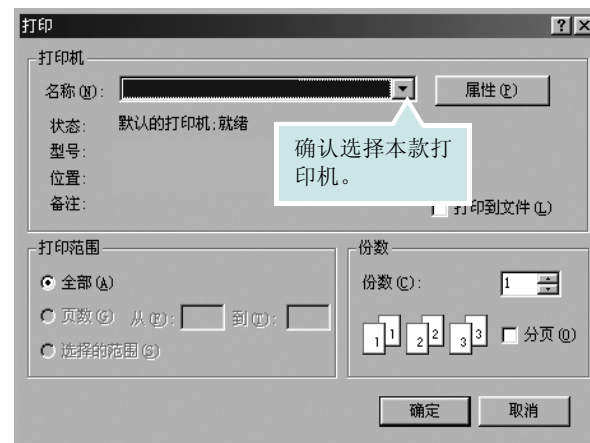 打印
打印机
名称(N):
属性(P)
状态: 默认的打印机;就绪
型号:
位置:
备注:
确认选择本款打
印机。
打印到文件(L)
打印范围
全部(A)
页数(G) 从(F): 到(T):
选择的范围(S)
份数
份数(C): 1
1 1 2 2 3 3
分页(O)
确定 取消